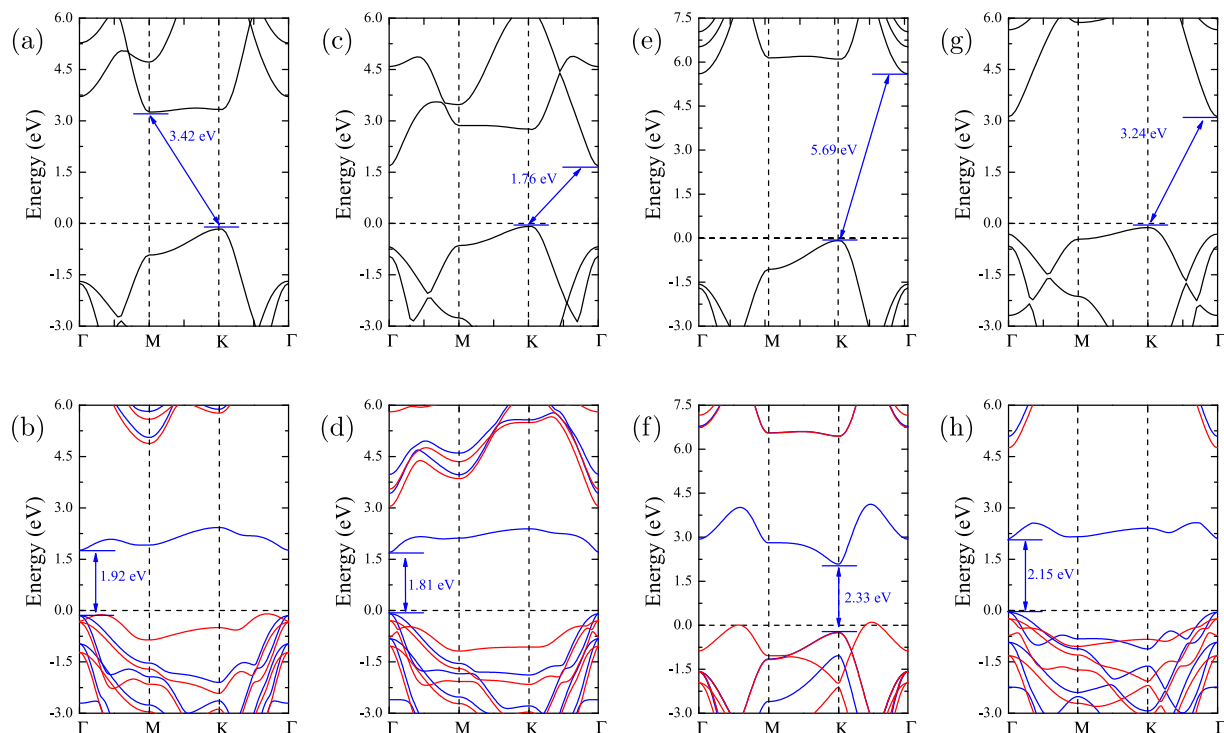 (a)
6.0
4.5
3.0
1.5
0.0
-1.5
-3.0
Energy (eV)
3.42 eV
Γ M K Γ
(c)
6.0
4.5
3.0
1.5
0.0
-1.5
-3.0
Energy (eV)
1.76 eV
Γ M K Γ
(e)
7.5
6.0
4.5
3.0
1.5
0.0
-1.5
-3.0
Energy (eV)
5.69 eV
Γ M K Γ
(g)
6.0
4.5
3.0
1.5
0.0
-1.5
-3.0
Energy (eV)
3.24 eV
Γ M K Γ
(b)
6.0
4.5
3.0
1.5
0.0
-1.5
-3.0
Energy (eV)
1.92 eV
Γ M K Γ
(d)
6.0
4.5
3.0
1.5
0.0
-1.5
-3.0
Energy (eV)
1.81 eV
Γ M K Γ
(f)
7.5
6.0
4.5
3.0
1.5
0.0
-1.5
-3.0
Energy (eV)
2.33 eV
Γ M K Γ
(h)
6.0
4.5
3.0
1.5
0.0
-1.5
-3.0
Energy (eV)
2.15 eV
Γ M K Γ